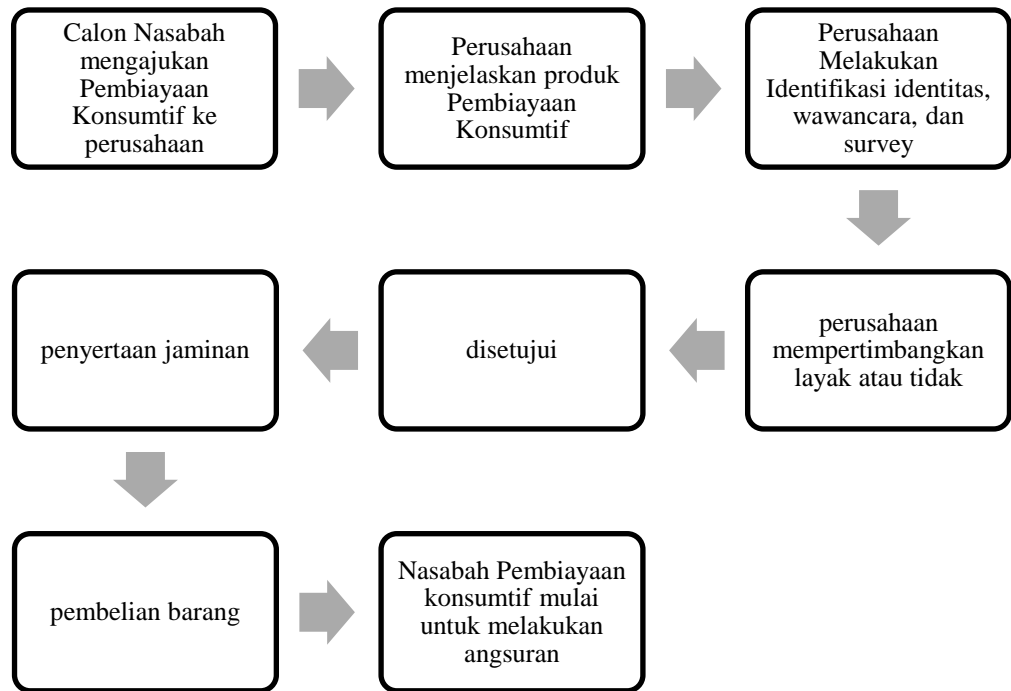 Calon Nasabah
mengajukan
Pembiayaan
Konsumtif ke
perusahaan
Perusahaan
menjelaskan produk
Pembiayaan
Konsumtif
Perusahaan
Melakukan
Identifikasi identitas,
wawancara, dan
survey
perusahaan
mempertimbangkan
layak atau tidak
disetujui
penyertaan jaminan
pembelian barang
Nasabah Pembiayaan
konsumtif mulai
untuk melakukan
angsuran